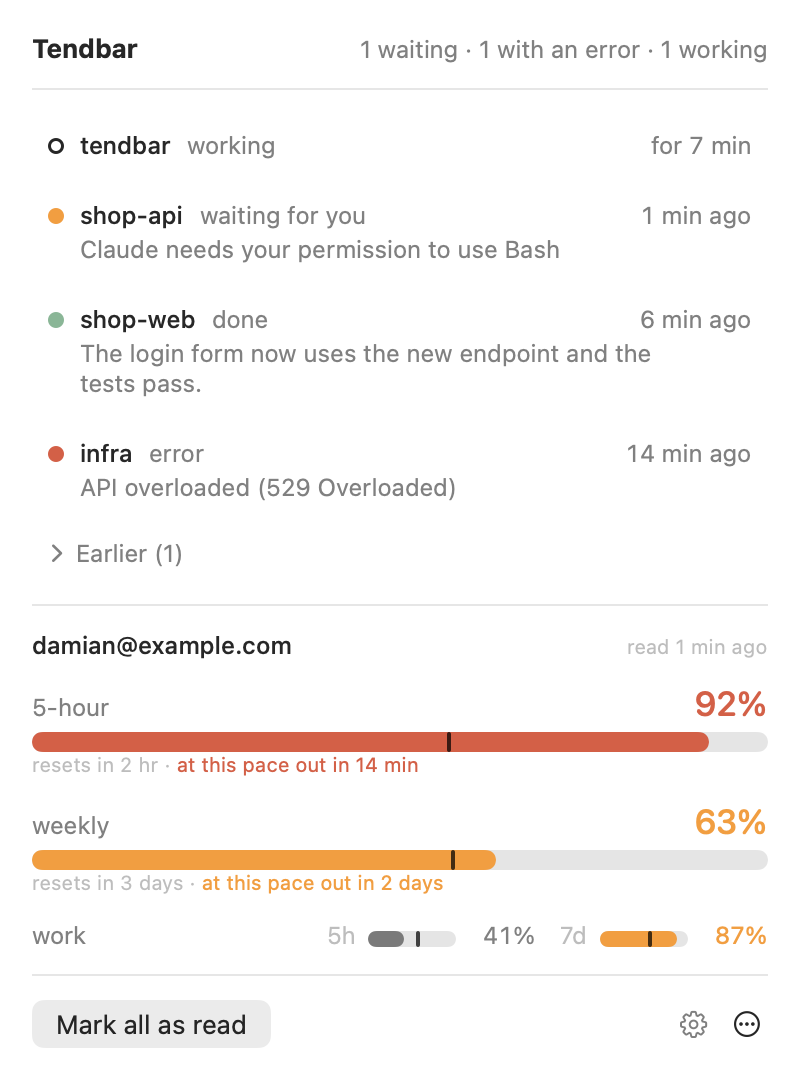 Tendbar
1 waiting · 1 with an error · 1 working
tendbar working for 7 min
shop-api waiting for you 1 min ago
Claude needs your permission to use Bash
shop-web done 6 min ago
The login form now uses the new endpoint and the
tests pass.
infra error 14 min ago
API overloaded (529 Overloaded)
Earlier (1)
damian@example.com read 1 min ago
5-hour 92%
resets in 2 hr · at this pace out in 14 min
weekly 63%
resets in 3 days · at this pace out in 2 days
work 5h 41% 7d 87%
Mark all as read